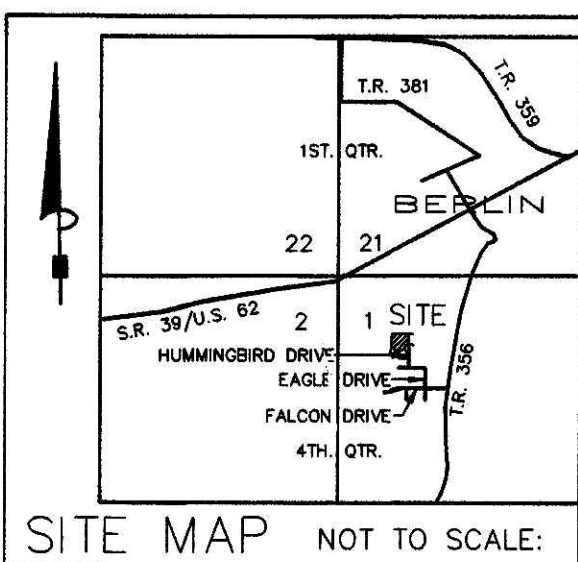 T.R. 381
T.R. 359
1ST. QTR.
BERLIN
22
21
S.R. 39/U.S. 62
2
1
SITE
HUMMINGBIRD DRIVE
EAGLE DRIVE
FALCON DRIVE
T.R. 356
4TH. QTR.
SITE MAP NOT TO SCALE: